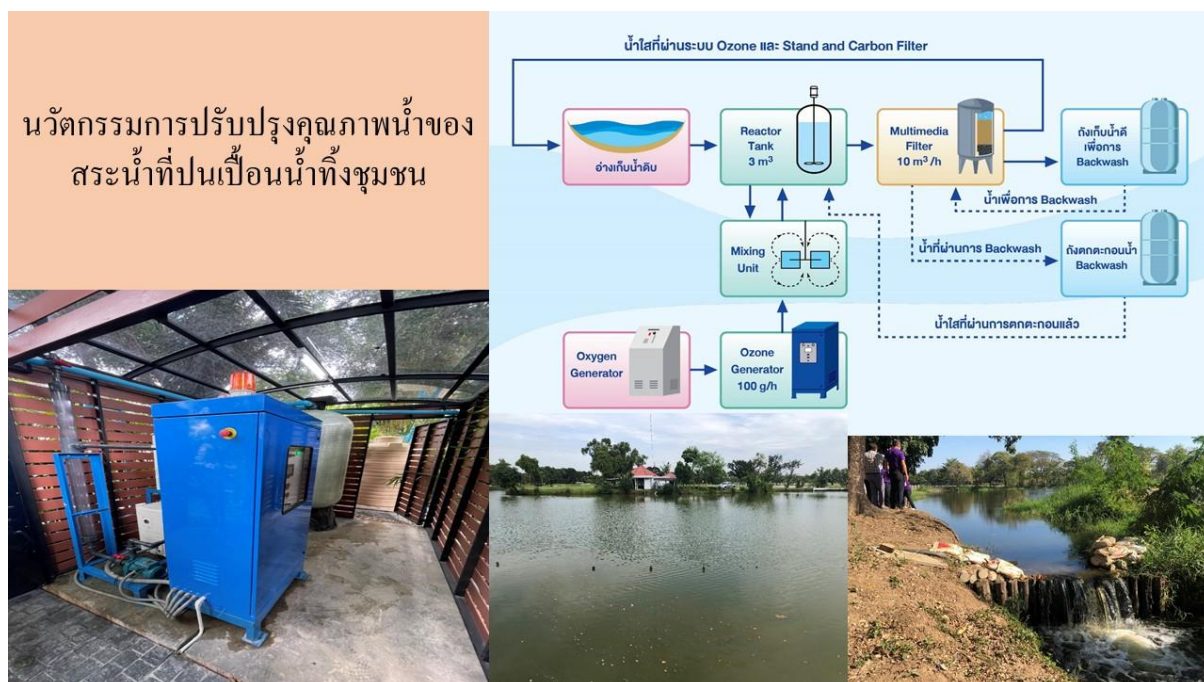 นวัตกรรมการปรับปรุงคุณภาพน้ำของ
สระน้ำที่ปนเปื้อนน้ำทิ้งชุมชน
น้ำใสที่ผ่านระบบ Ozone และ Stand and Carbon Filter
อ่างเก็บน้ำดิบ
Reactor
Tank
3 m³
Multimedia
Filter
10 m³/h
ถังเก็บน้ำดี
เพื่อการ
Backwash
น้ำเพื่อการ Backwash
Mixing
Unit
น้ำที่ผ่านการ Backwash
ถังตกตะกอนน้ำ
Backwash
น้ำใสที่ผ่านการตกตะกอนแล้ว
Oxygen
Generator
Ozone
Generator
100 g/h